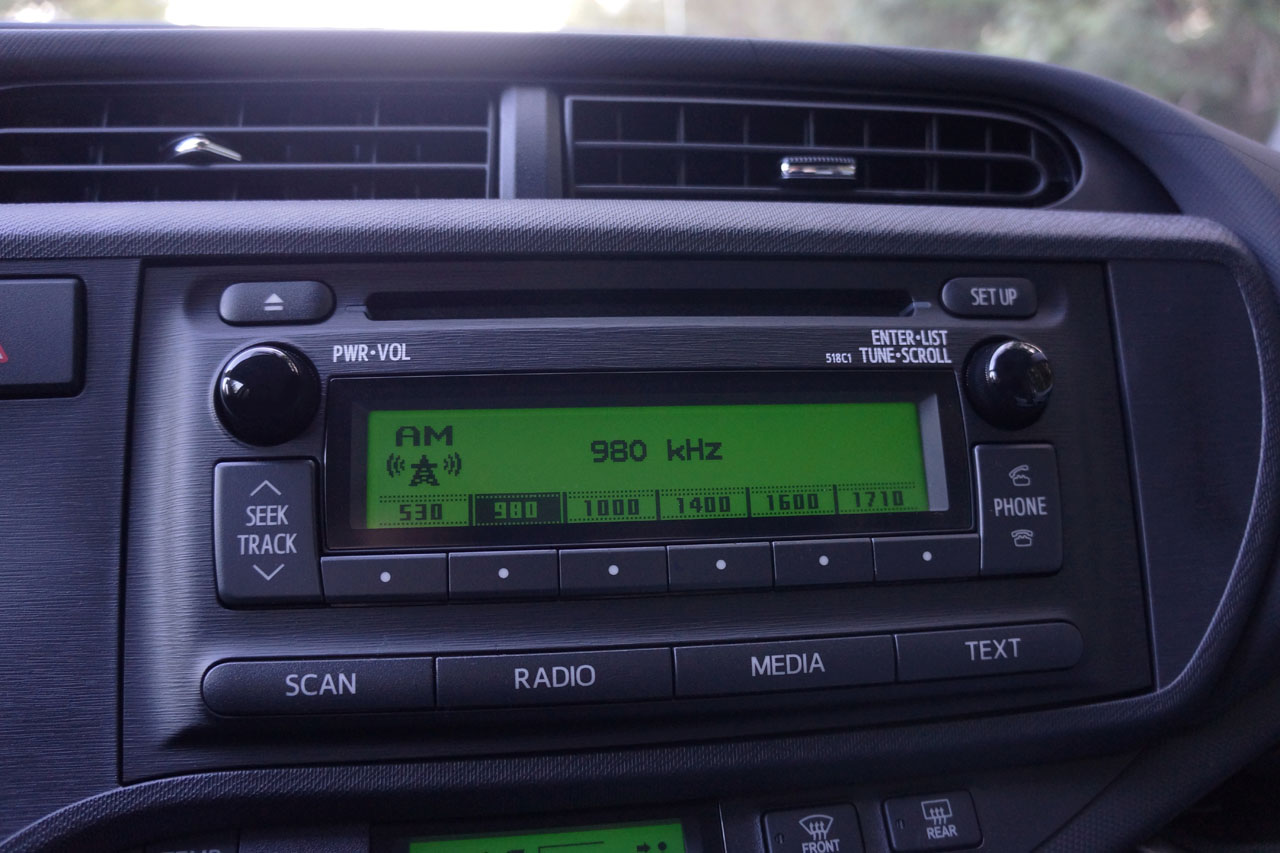 SET UP
PWR•VOL
ENTER•LIST
518C1 TUNE•SCROLL
AM
980 kHz
530 980 1000 1400 1600 1710
SEEK
TRACK
PHONE
SCAN RADIO MEDIA TEXT
FRONT
REAR